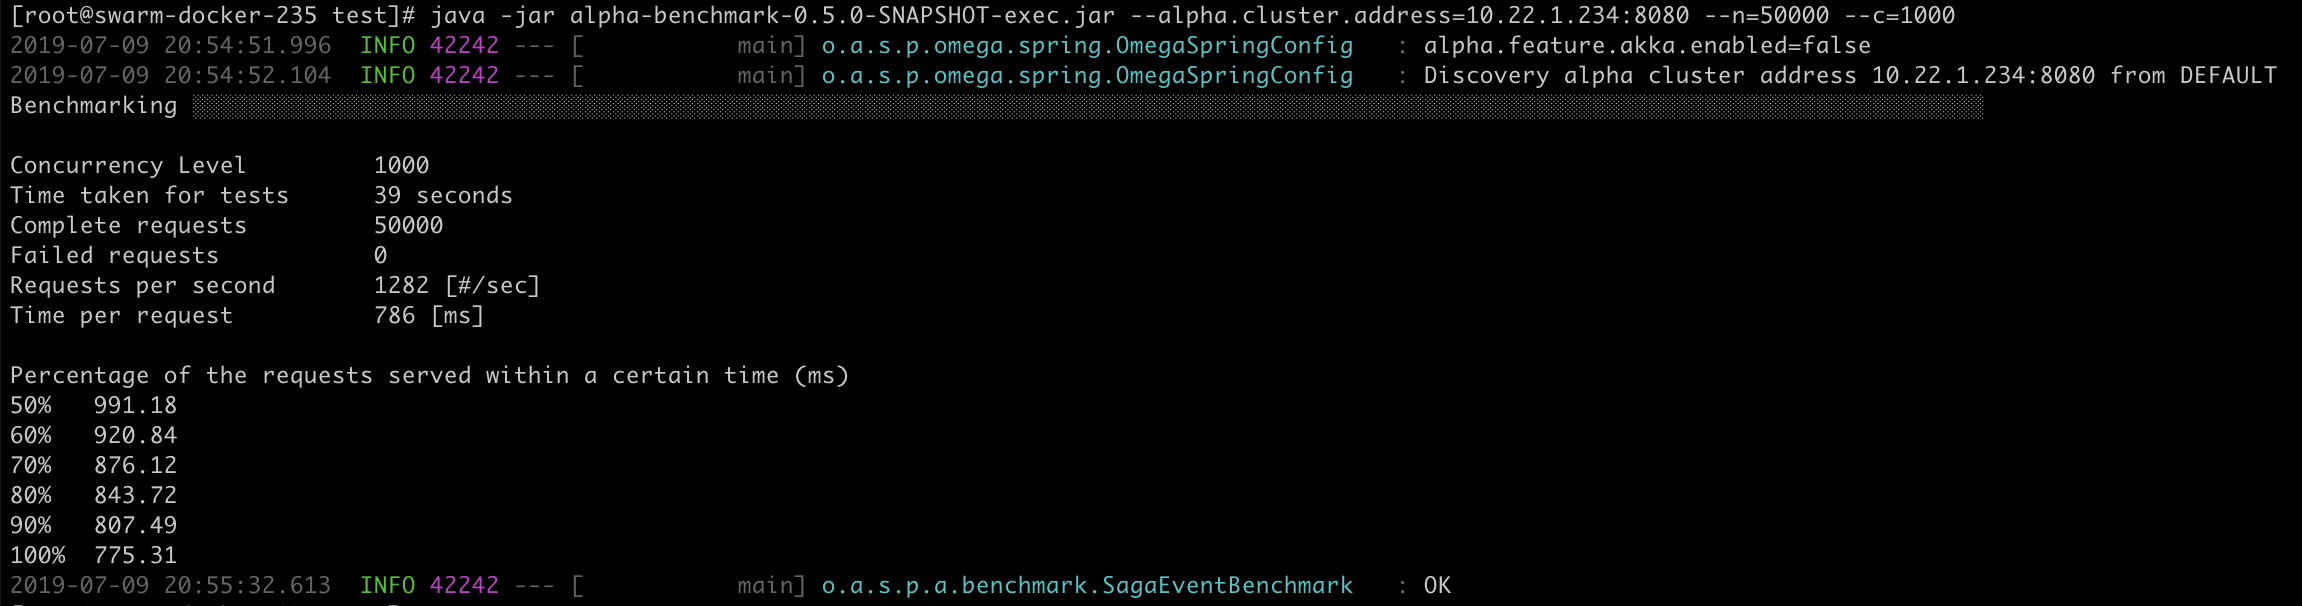 [root@swarm-docker-235 test]# java -jar alpha-benchmark-0.5.0-SNAPSHOT-exec.jar --alpha.cluster.address=10.22.1.234:8080 --n=50000 --c=1000
2019-07-09 20:54:51.996  INFO 42242 --- [           main] o.a.s.p.omega.spring.OmegaSpringConfig   : alpha.feature.akka.enabled=false
2019-07-09 20:54:52.104  INFO 42242 --- [           main] o.a.s.p.omega.spring.OmegaSpringConfig   : Discovery alpha cluster address 10.22.1.234:8080 from DEFAULT
Benchmarking
Concurrency Level         1000
Time taken for tests      39 seconds
Complete requests         50000
Failed requests           0
Requests per second       1282 [#/sec]
Time per request          786 [ms]
Percentage of the requests served within a certain time (ms)
50%   991.18
60%   920.84
70%   876.12
80%   843.72
90%   807.49
100%  775.31
2019-07-09 20:55:32.613  INFO 42242 --- [           main] o.a.s.p.a.benchmark.SagaEventBenchmark   : OK